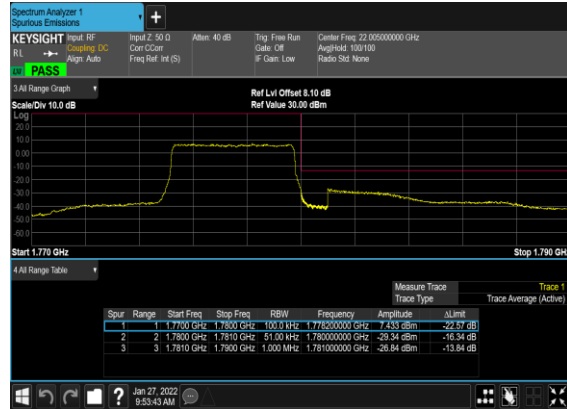 Spectrum Analyzer 1
Spurious Emissions
+
KEYSIGHT Input: RF Input Z: 50 Ω Atten: 40 dB Trig: Free Run Center Freq: 22.005000000 GHz
RL Coupling: DC Corr CCorr Gate: Off Avg|Hold: 100/100
Align: Auto Freq Ref: Int (S) IF Gain: Low Radio Std: None
PASS
3 All Range Graph Ref Lvl Offset 8.10 dB
Scale/Div 10.0 dB Ref Value 30.00 dBm
Log
20.0
10.0
0.00
-10.0
-20.0
-30.0
-40.0
-50.0
-60.0
Start 1.770 GHz Stop 1.790 GH
4 All Range Table
Measure Trace Trace 1
Trace Type Trace Average (Active)
Spur Range Start Freq Stop Freq RBW Frequency Amplitude ΔLimit
1 1 1.7700 GHz 1.7800 GHz 100.0 kHz 1.778200000 GHz 7.433 dBm -22.57 dB
2 2 1.7800 GHz 1.7810 GHz 51.00 kHz 1.780000000 GHz -29.34 dBm -16.34 dB
3 3 1.7810 GHz 1.7900 GHz 1.000 MHz 1.781000000 GHz -26.84 dBm -13.84 dB
? Jan 27, 2022
9:53:43 AM